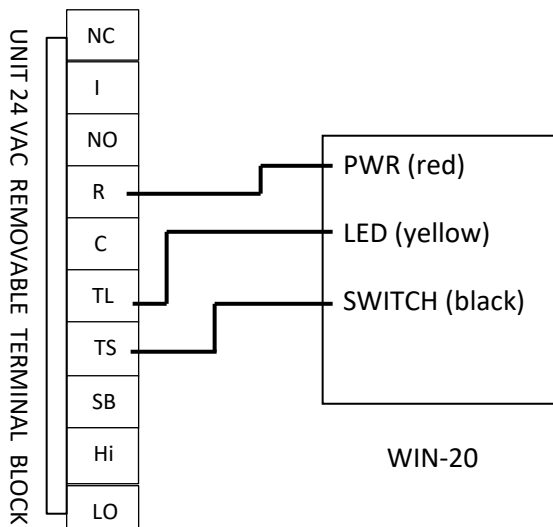 UNIT 24 VAC REMOVABLE TERMINAL BLOCK
NC
I
NO
R
C
TL
TS
SB
Hi
LO
PWR (red)
LED (yellow)
SWITCH (black)
WIN-20